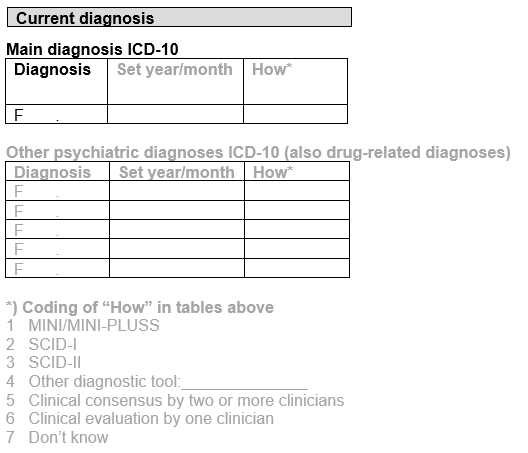 Current diagnosis
Main diagnosis ICD-10
Diagnosis Set year/month How*
F .
Other psychiatric diagnoses ICD-10 (also drug-related diagnoses)
Diagnosis Set year/month How*
F .
F .
F .
F .
F .
*) Coding of “How” in tables above
1 MINI/MINI-PLUSS
2 SCID-I
3 SCID-II
4 Other diagnostic tool:______________
5 Clinical consensus by two or more clinicians
6 Clinical evaluation by one clinician
7 Don’t know